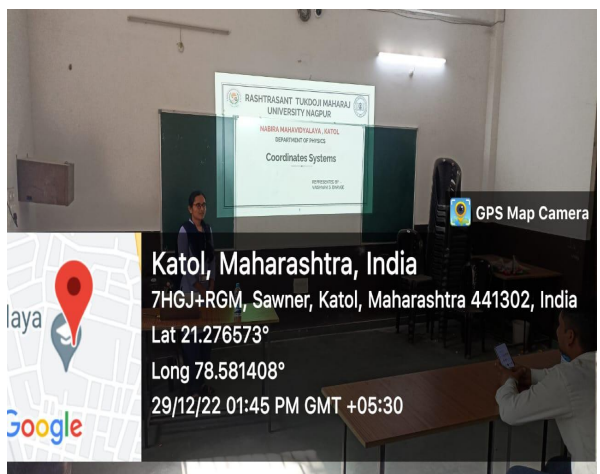 RASHTRASANT TUKDOJI MAHARAJ
UNIVERSITY NAGPUR
NABIRA MAHAVIDYALAYA, KATOL
DEPARTMENT OF PHYSICS
Coordinates Systems
GPS Map Camera
Katol, Maharashtra, India
7HGJ+RGM, Sawner, Katol, Maharashtra 441302, India
Lat 21.276573°
Long 78.581408°
29/12/22 01:45 PM GMT +05:30
laya
Google